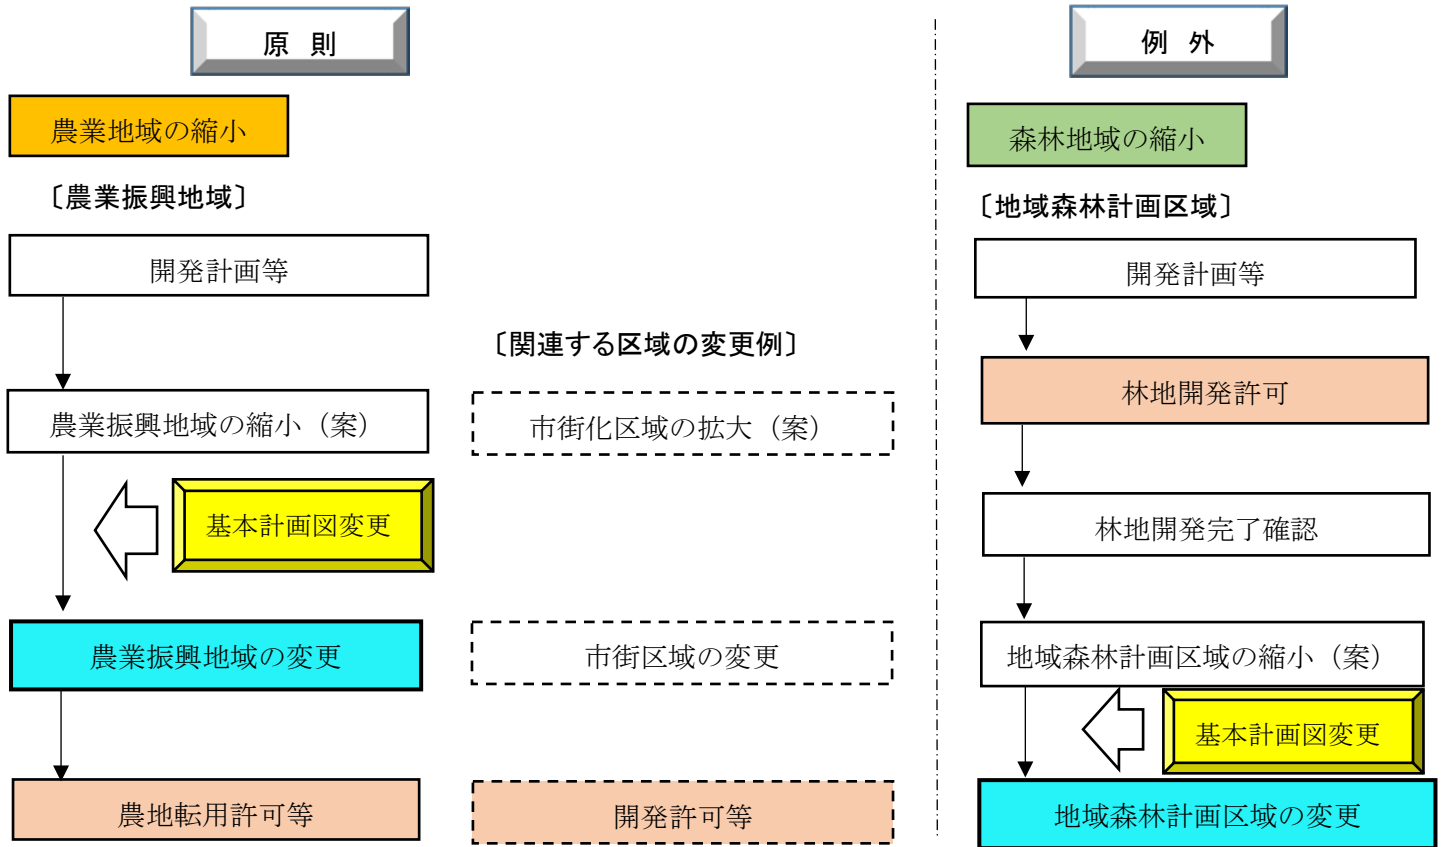 原 則
農業地域の縮小
〔農業振興地域〕
開発計画等
〔関連する区域の変更例〕
農業振興地域の縮小（案）
市街化区域の拡大（案）
基本計画図変更
農業振興地域の変更
市街区域の変更
農地転用許可等
開発許可等
例 外
森林地域の縮小
〔地域森林計画区域〕
開発計画等
林地開発許可
林地開発完了確認
地域森林計画区域の縮小（案）
基本計画図変更
地域森林計画区域の変更